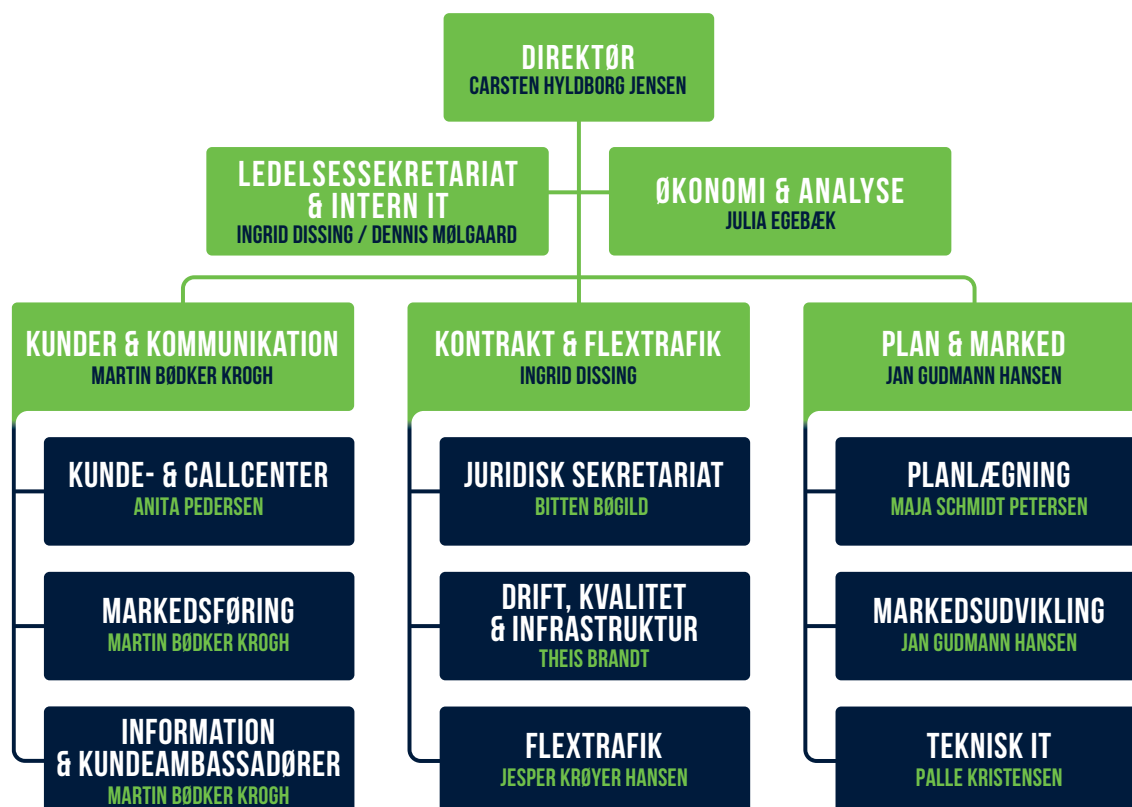 DIREKTØR
CARSTEN HYLDBORG JENSEN
LEDELSESSEKRETARIAT
& INTERN IT
INGRID DISSING / DENNIS MØLGAARD
ØKONOMI & ANALYSE
JULIA EGEBÆK
KUNDER & KOMMUNIKATION
MARTIN BØDKER KROGH
KUNDE- & CALLCENTER
ANITA PEDERSEN
MARKEDSFØRING
MARTIN BØDKER KROGH
INFORMATION
& KUNDEAMBASSADØRER
MARTIN BØDKER KROGH
KONTRAKT & FLEXTRAFIK
INGRID DISSING
JURIDISK SEKRETARIAT
BITTEN BØGILD
DRIFT, KVALITET
& INFRASTRUKTUR
THEIS BRANDT
FLEXTRAFIK
JESPER KRØYER HANSEN
PLAN & MARKED
JAN GUDMANN HANSEN
PLANLÆGNING
MAJA SCHMIDT PETERSEN
MARKEDSUDVIKLING
JAN GUDMANN HANSEN
TEKNISK IT
PALLE KRISTENSEN